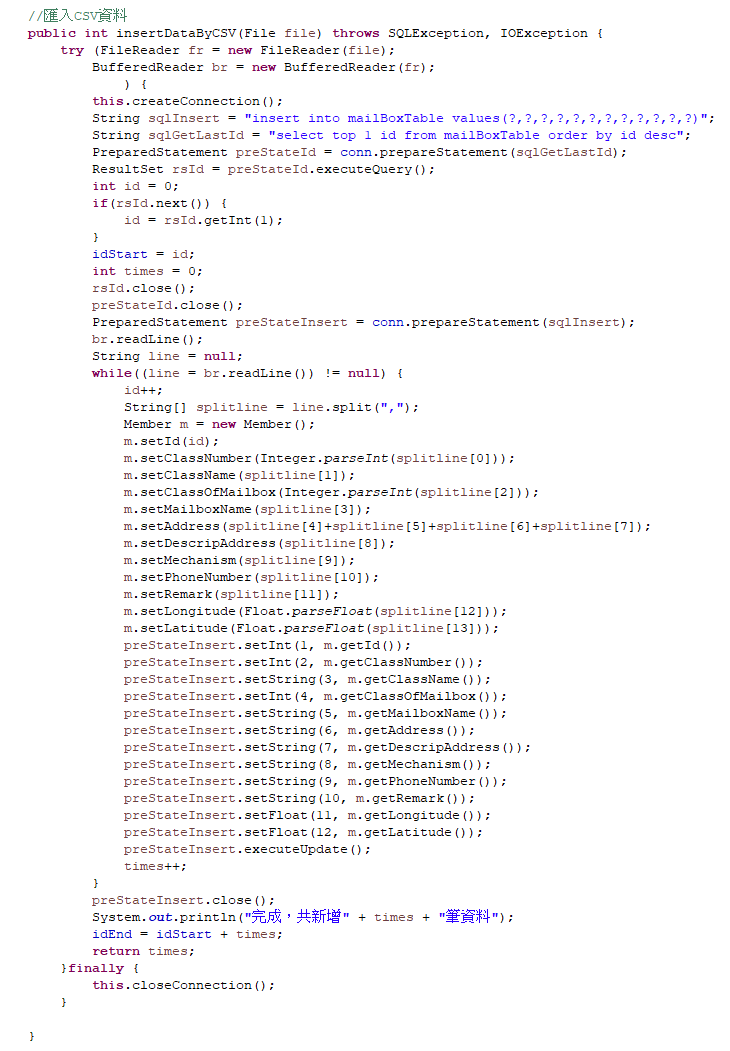 //匯入CSV資料
public int insertDataByCSV(File file) throws SQLException, IOException {
    try (FileReader fr = new FileReader(file);
        BufferedReader br = new BufferedReader(fr);
            ) {
        this.createConnection();
        String sqlInsert = "insert into mailBoxTable values(?,?,?,?,?,?,?,?,?,?,?,?)";
        String sqlGetLastId = "select top 1 id from mailBoxTable order by id desc";
        PreparedStatement preStateId = conn.prepareStatement(sqlGetLastId);
        ResultSet rsId = preStateId.executeQuery();
        int id = 0;
        if(rsId.next()) {
            id = rsId.getInt(1);
        }
        idStart = id;
        int times = 0;
        rsId.close();
        preStateId.close();
        PreparedStatement preStateInsert = conn.prepareStatement(sqlInsert);
        br.readLine();
        String line = null;
        while((line = br.readLine()) != null) {
            id++;
            String[] splitline = line.split(",");
            Member m = new Member();
            m.setId(id);
            m.setClassNumber(Integer.parseInt(splitline[0]));
            m.setClassName(splitline[1]);
            m.setClassOfMailbox(Integer.parseInt(splitline[2]));
            m.setMailboxName(splitline[3]);
            m.setAddress(splitline[4]+splitline[5]+splitline[6]+splitline[7]);
            m.setDescripAddress(splitline[8]);
            m.setMechanism(splitline[9]);
            m.setPhoneNumber(splitline[10]);
            m.setRemark(splitline[11]);
            m.setLongitude(Float.parseFloat(splitline[12]));
            m.setLatitude(Float.parseFloat(splitline[13]));
            preStateInsert.setInt(1, m.getId());
            preStateInsert.setInt(2, m.getClassNumber());
            preStateInsert.setString(3, m.getClassName());
            preStateInsert.setInt(4, m.getClassOfMailbox());
            preStateInsert.setString(5, m.getMailboxName());
            preStateInsert.setString(6, m.getAddress());
            preStateInsert.setString(7, m.getDescripAddress());
            preStateInsert.setString(8, m.getMechanism());
            preStateInsert.setString(9, m.getPhoneNumber());
            preStateInsert.setString(10, m.getRemark());
            preStateInsert.setFloat(11, m.getLongitude());
            preStateInsert.setFloat(12, m.getLatitude());
            preStateInsert.executeUpdate();
            times++;
        }
        preStateInsert.close();
        System.out.println("完成，共新增" + times + "筆資料");
        idEnd = idStart + times;
        return times;
    }finally {
        this.closeConnection();
    }
}